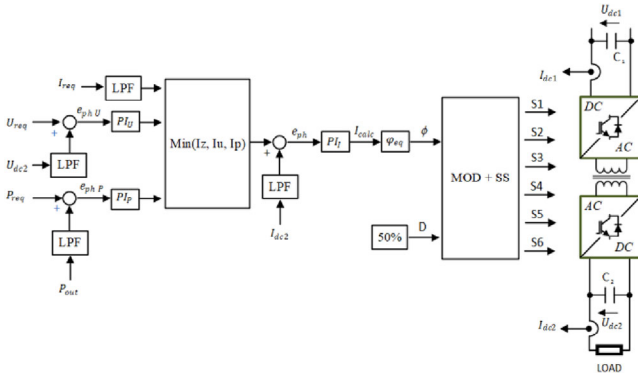 I_req
LPF
U_req
+
e_ph U
PI_U
U_dc2
LPF
P_req
+
e_ph P
PI_P
LPF
P_out
Min(Iz, Iu, Ip)
+
e_ph
PI_I
I_calc
φ_eq
ϕ
LPF
I_dc2
50%
D
MOD + SS
S1
S2
S3
S4
S5
S6
U_dc1
I_dc1
DC
AC
AC
DC
C_2
U_dc2
I_dc2
LOAD